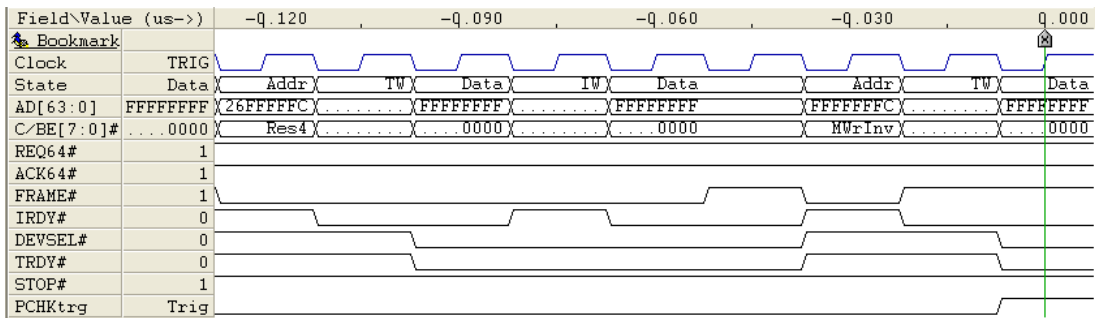 Field\Value (us->) -0.120 -0.090 -0.060 -0.030 0.000
Bookmark
Clock TRIG
State Data Addr TW Data IW Data Addr TW Data
AD[63:0] FFFFFFFF 26FFFFFC ........ FFFFFFFF ........ FFFFFFFF FFFFFFFC ........ FFFFFFFF
C/BE[7:0]# ....0000 Res4 ........ ....0000 ........ ....0000 MWrInv ........ ....0000
REQ64# 1
ACK64# 1
FRAME# 1
IRDY# 0
DEVSEL# 0
TRDY# 0
STOP# 1
PCHKtrg Trig